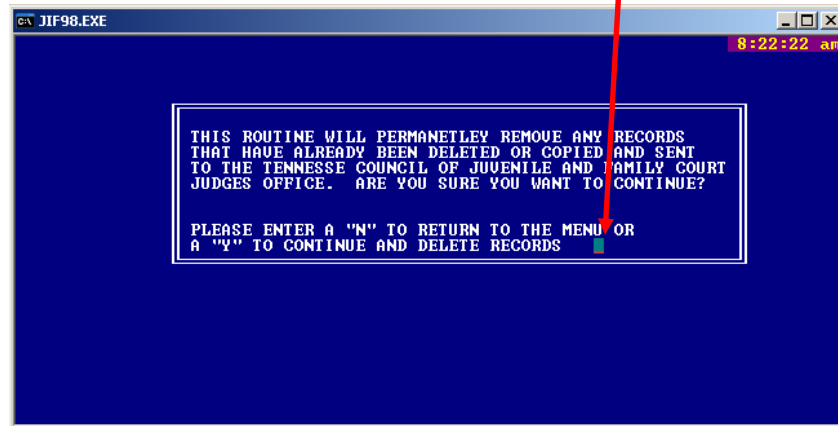 JIF98.EXE
8:22:22 am
THIS ROUTINE WILL PERMANETLEY REMOVE ANY RECORDS
THAT HAVE ALREADY BEEN DELETED OR COPIED AND SENT
TO THE TENNESSE COUNCIL OF JUVENILE AND FAMILY COURT
JUDGES OFFICE. ARE YOU SURE YOU WANT TO CONTINUE?
PLEASE ENTER A "N" TO RETURN TO THE MENU OR
A "Y" TO CONTINUE AND DELETE RECORDS